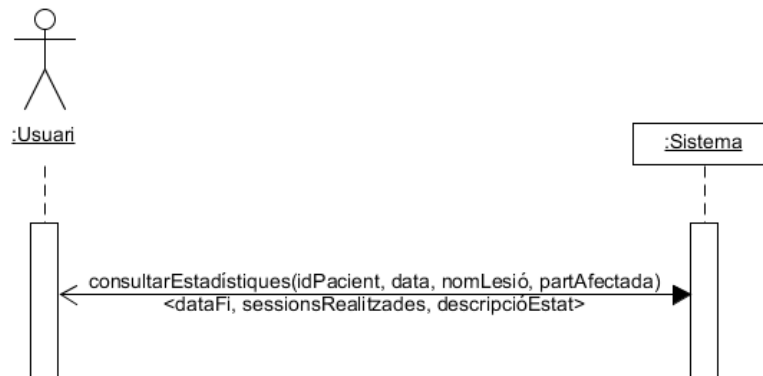 :Usuari
:Sistema
consultarEstadístiques(idPacient, data, nomLesió, partAfectada)
<dataFi, sessionsRealitzades, descripcióEstat>